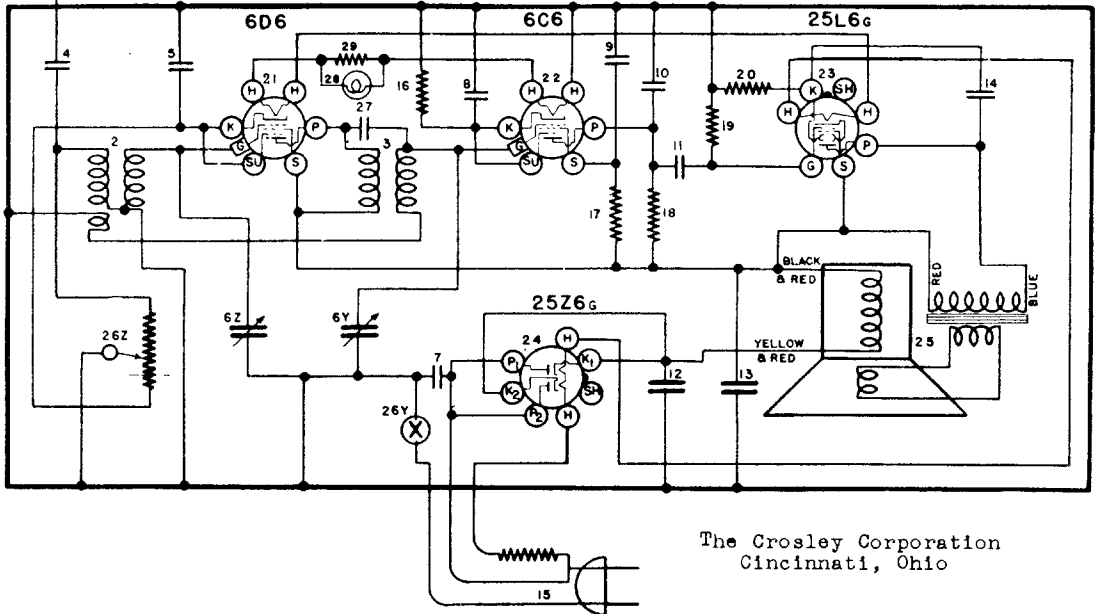 6D6
6C6
25L6G
4
5
21
29
28
27
H
H
K
P
G
SU
S
2
3
16
8
22
H
H
K
P
G
SU
S
9
10
11
17
18
19
20
23
K
SH
H
H
P
G
S
14
BLACK
& RED
RED
BLUE
YELLOW
& RED
25
26Z
6Z
6Y
26Y
7
25Z6G
24
H
P1
K1
K2
SH
P2
H
12
13
15
The Crosley Corporation
Cincinnati, Ohio